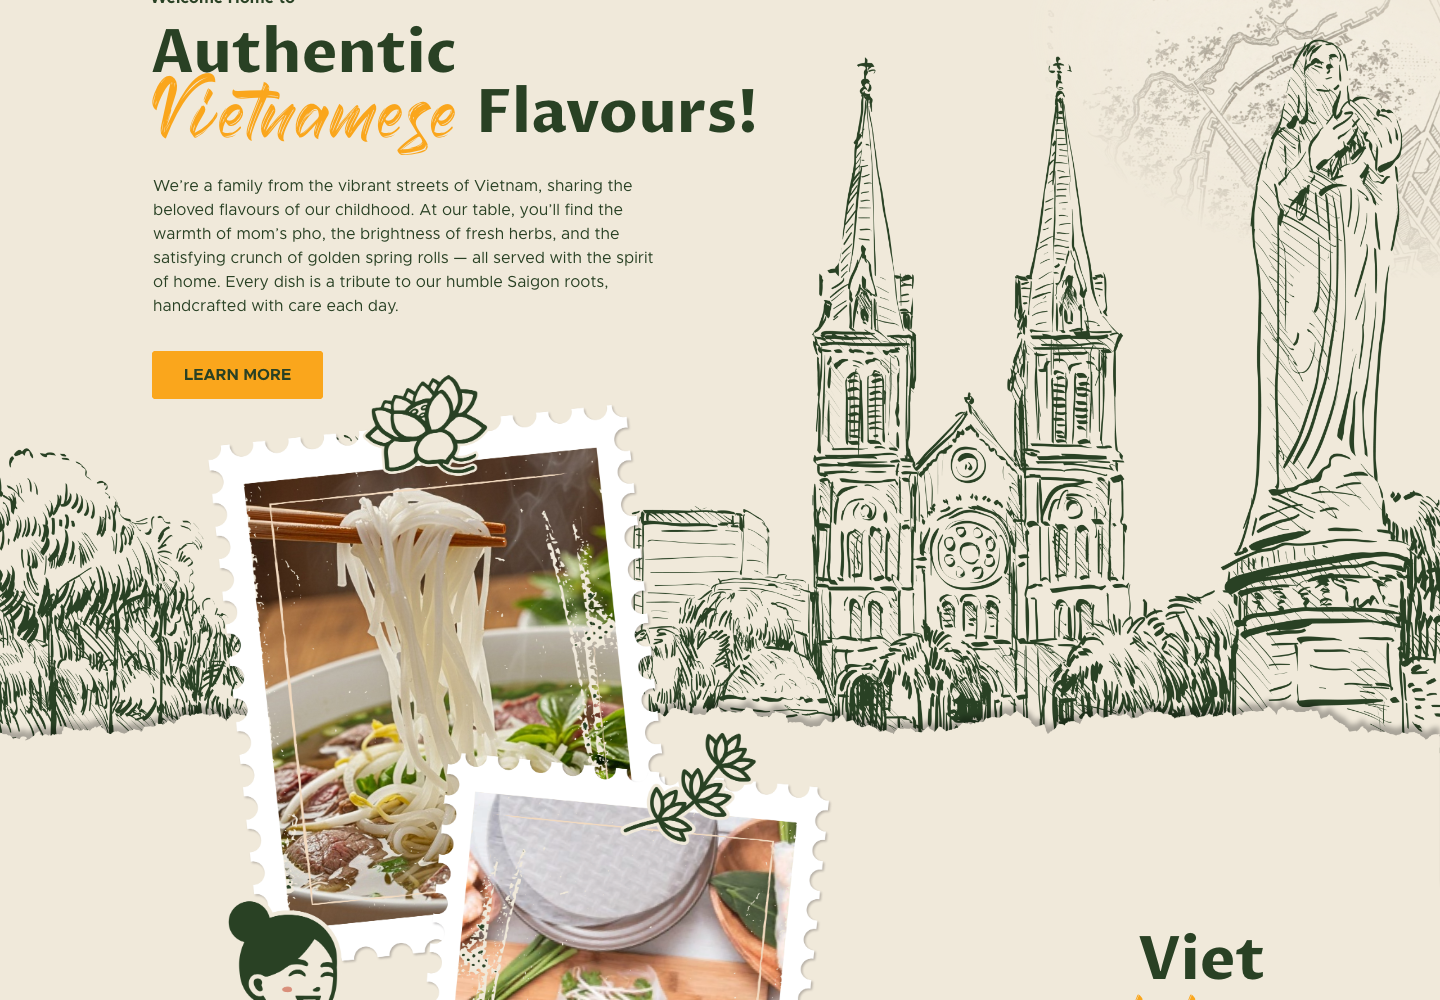 Welcome Home to
Authentic
Vietnamese Flavours!
We’re a family from the vibrant streets of Vietnam, sharing the
beloved flavours of our childhood. At our table, you’ll find the
warmth of mom’s pho, the brightness of fresh herbs, and the
satisfying crunch of golden spring rolls — all served with the spirit
of home. Every dish is a tribute to our humble Saigon roots,
handcrafted with care each day.
LEARN MORE
Viet